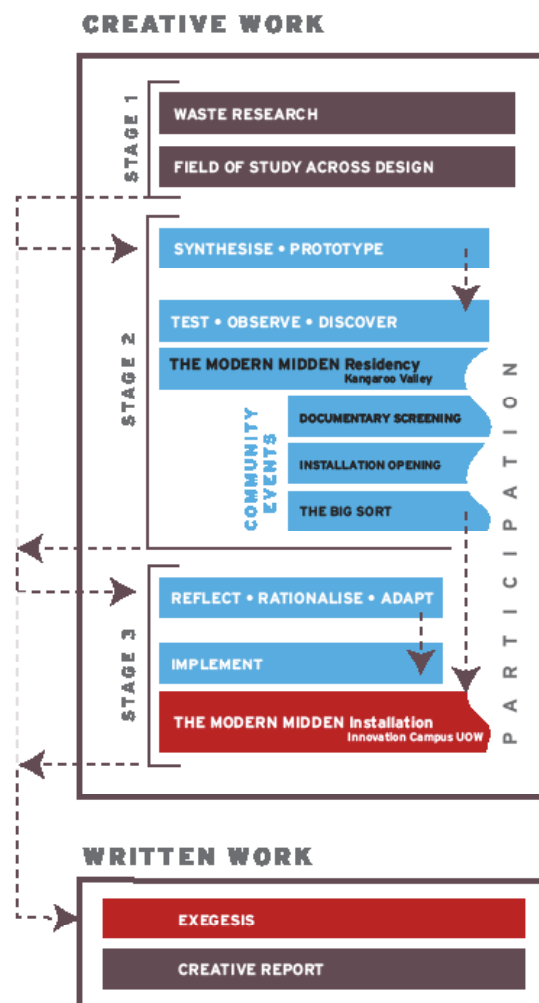 CREATIVE WORK
STAGE 1
WASTE RESEARCH
FIELD OF STUDY ACROSS DESIGN
STAGE 2
SYNTHESISE • PROTOTYPE
TEST • OBSERVE • DISCOVER
THE MODERN MIDDEN Residency
Kangaroo Valley
COMMUNITY
EVENTS
DOCUMENTARY SCREENING
INSTALLATION OPENING
THE BIG SORT
PARTICIPATION
STAGE 3
REFLECT • RATIONALISE • ADAPT
IMPLEMENT
THE MODERN MIDDEN Installation
Innovation Campus UOW
WRITTEN WORK
EXEGESIS
CREATIVE REPORT